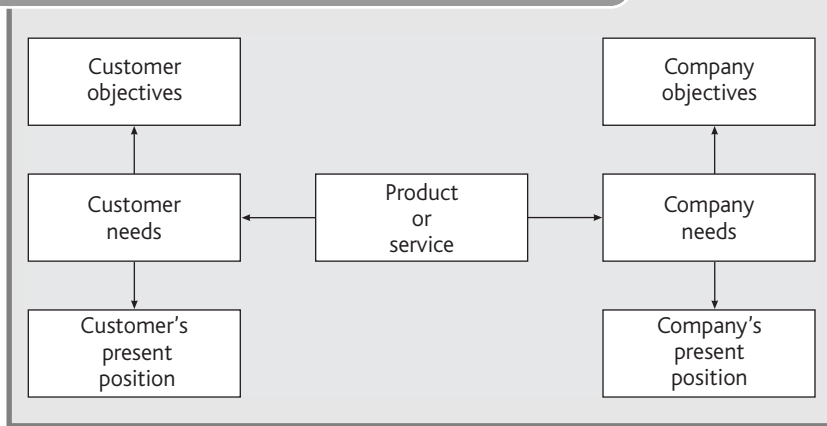 Customer
objectives
Company
objectives
Customer
needs
Product
or
service
Company
needs
Customer's
present
position
Company's
present
position